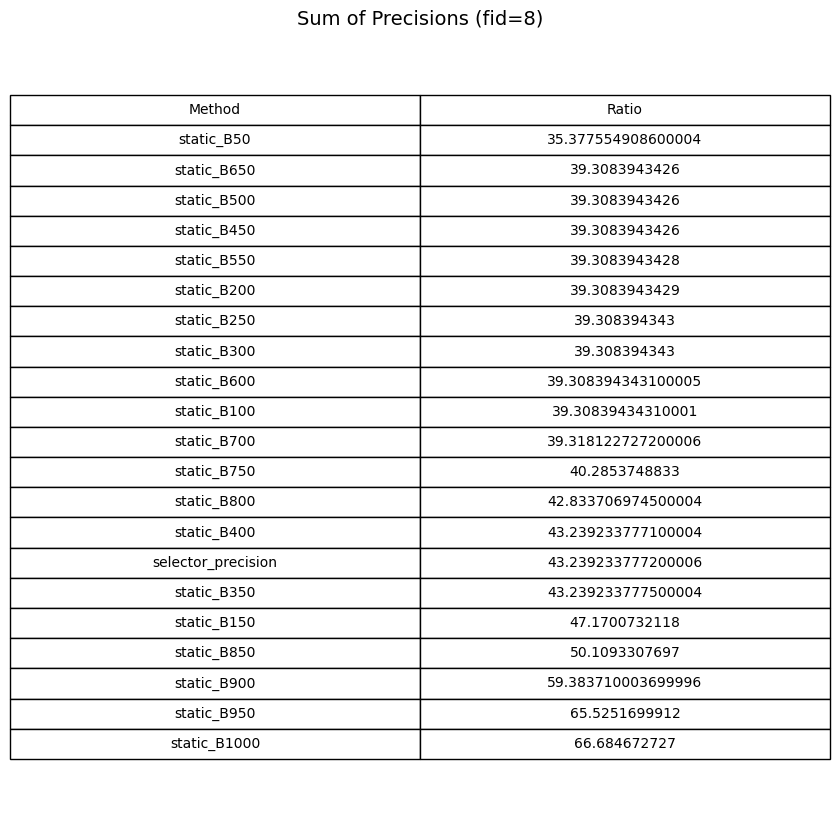 Sum of Precisions (fid=8)
Method Ratio
static_B50 35.377554908600004
static_B650 39.3083943426
static_B500 39.3083943426
static_B450 39.3083943426
static_B550 39.3083943428
static_B200 39.3083943429
static_B250 39.308394343
static_B300 39.308394343
static_B600 39.308394343100005
static_B100 39.30839434310001
static_B700 39.318122727200006
static_B750 40.2853748833
static_B800 42.833706974500004
static_B400 43.239233777100004
selector_precision 43.239233777200006
static_B350 43.239233777500004
static_B150 47.1700732118
static_B850 50.1093307697
static_B900 59.383710003699996
static_B950 65.5251699912
static_B1000 66.684672727